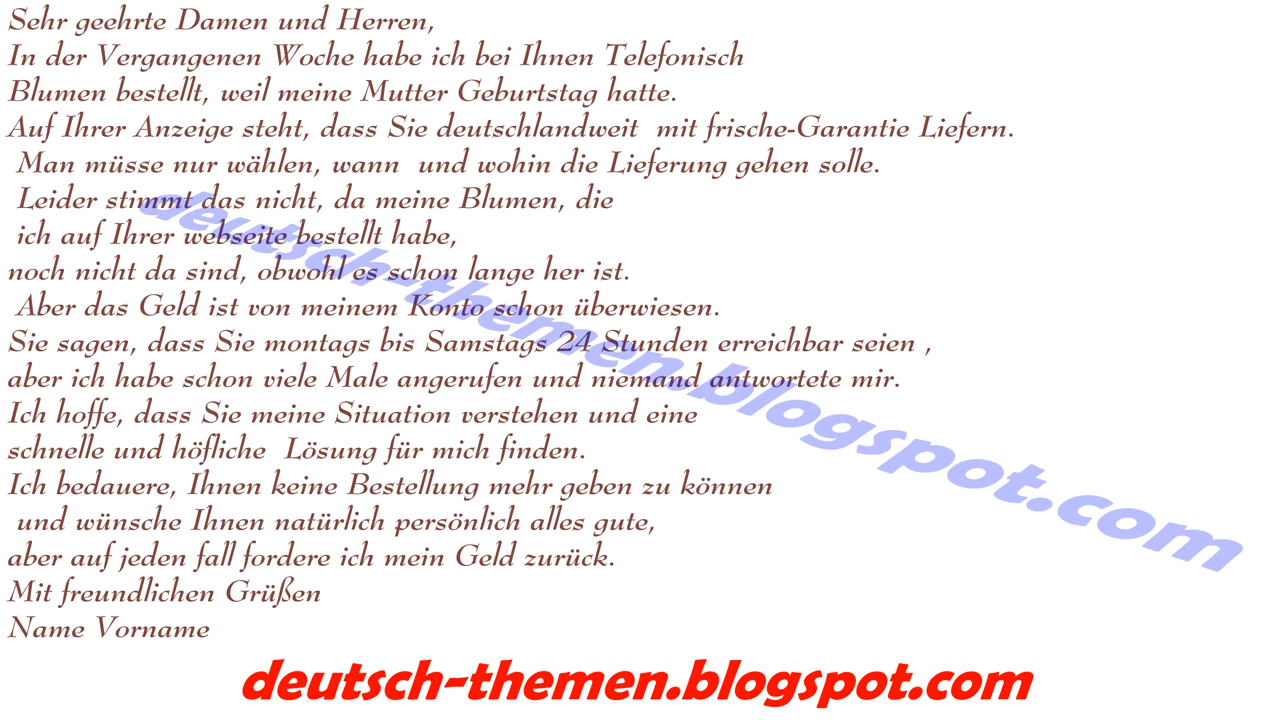 Sehr geehrte Damen und Herren,
In der Vergangenen Woche habe ich bei Ihnen Telefonisch
Blumen bestellt, weil meine Mutter Geburtstag hatte.
Auf Ihrer Anzeige steht, dass Sie deutschlandweit mit frische-Garantie Liefern.
Man müsse nur wählen, wann und wohin die Lieferung gehen solle.
Leider stimmt das nicht, da meine Blumen, die
ich auf Ihrer webseite bestellt habe,
noch nicht da sind, obwohl es schon lange her ist.
Aber das Geld ist von meinem Konto schon überwiesen.
Sie sagen, dass Sie montags bis Samstags 24 Stunden erreichbar seien ,
aber ich habe schon viele Male angerufen und niemand antwortete mir.
Ich hoffe, dass Sie meine Situation verstehen und eine
schnelle und höfliche Lösung für mich finden.
Ich bedauere, Ihnen keine Bestellung mehr geben zu können
und wünsche Ihnen natürlich persönlich alles gute,
aber auf jeden fall fordere ich mein Geld zurück.
Mit freundlichen Grüßen
Name Vorname
deutsch-themen.blogspot.com
deutsch-themen.blogspot.com